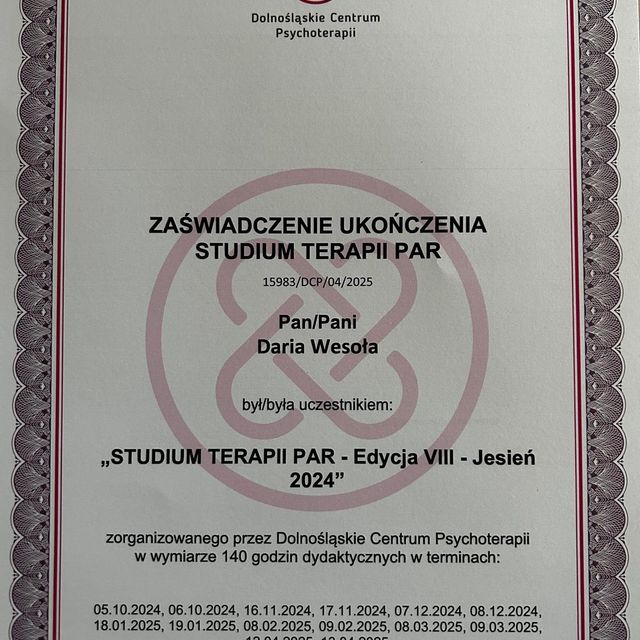 Dolnośląskie Centrum
Psychoterapii
ZAŚWIADCZENIE UKOŃCZENIA
STUDIUM TERAPII PAR
15983/DCP/04/2025
Pan/Pani
Daria Wesoła
był/była uczestnikiem:
„STUDIUM TERAPII PAR - Edycja VIII - Jesień
2024”
zorganizowanego przez Dolnośląskie Centrum Psychoterapii
w wymiarze 140 godzin dydaktycznych w terminach:
05.10.2024, 06.10.2024, 16.11.2024, 17.11.2024, 07.12.2024, 08.12.2024,
18.01.2025, 19.01.2025, 08.02.2025, 09.02.2025, 08.03.2025, 09.03.2025,